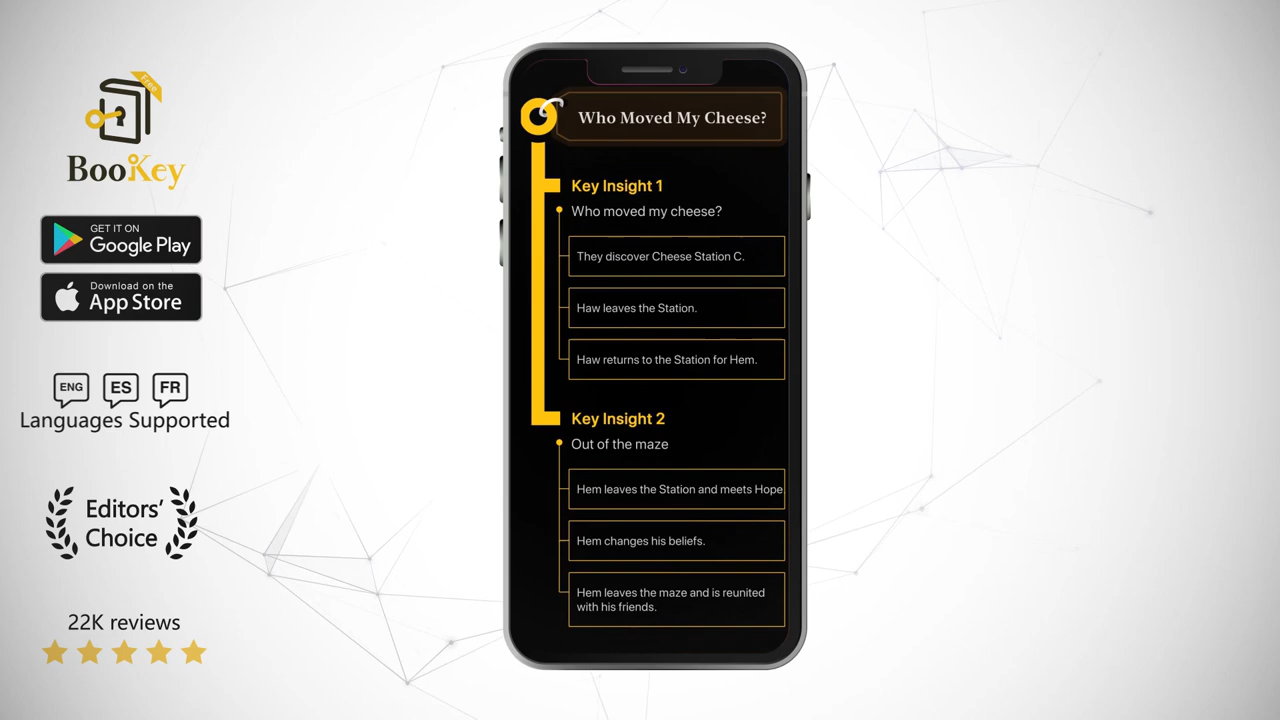 Free
BooKey
GET IT ON
Google Play
Download on the
App Store
ENG
ES
FR
Languages Supported
Editors’
Choice
22K reviews
Who Moved My Cheese?
Key Insight 1
Who moved my cheese?
They discover Cheese Station C.
Haw leaves the Station.
Haw returns to the Station for Hem.
Key Insight 2
Out of the maze
Hem leaves the Station and meets Hope.
Hem changes his beliefs.
Hem leaves the maze and is reunited
with his friends.